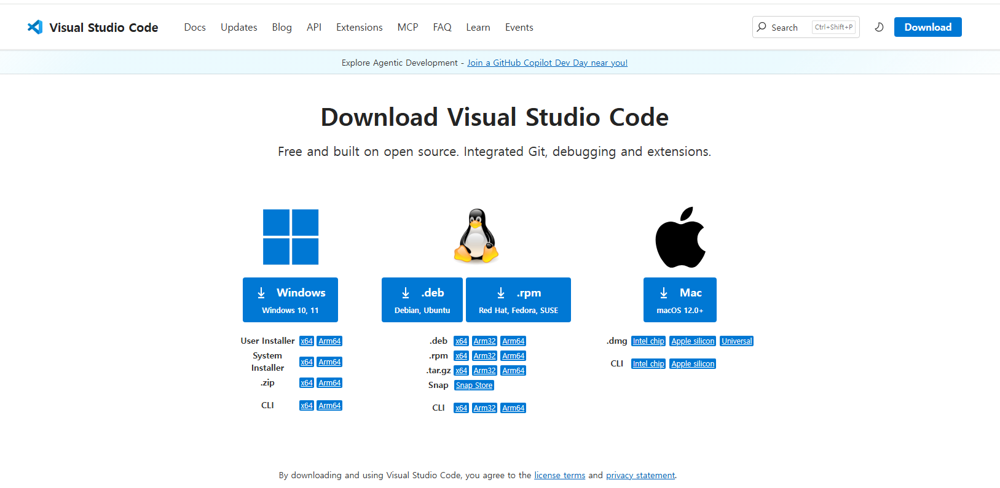 Visual Studio Code Docs Updates Blog API Extensions MCP FAQ Learn Events Search Ctrl+Shift+P Download
Explore Agentic Development - Join a GitHub Copilot Dev Day near you!
Download Visual Studio Code
Free and built on open source. Integrated Git, debugging and extensions.
Windows
Windows 10, 11
User Installer x64 Arm64
System
Installer x64 Arm64
.zip x64 Arm64
CLI x64 Arm64
.deb
Debian, Ubuntu
.rpm
Red Hat, Fedora, SUSE
.deb x64 Arm32 Arm64
.rpm x64 Arm32 Arm64
.tar.gz x64 Arm32 Arm64
Snap Snap Store
CLI x64 Arm32 Arm64
Mac
macOS 12.0+
.dmg Intel chip Apple silicon Universal
CLI Intel chip Apple silicon
By downloading and using Visual Studio Code, you agree to the license terms and privacy statement.